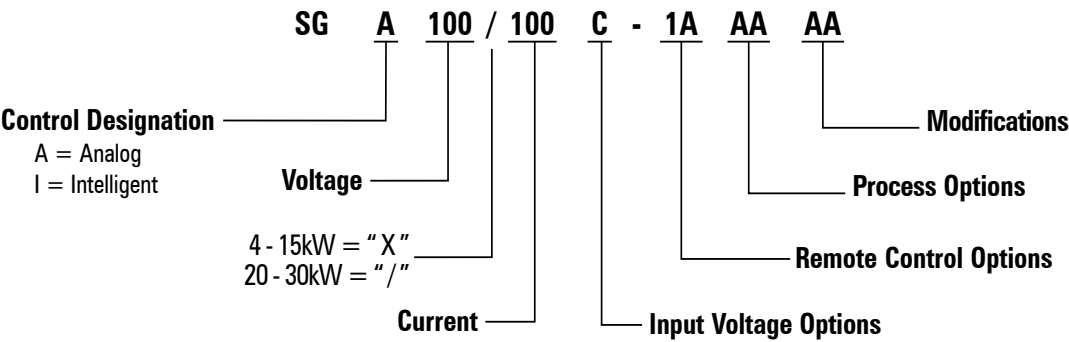 SG A 100 / 100 C - 1A AA AA
Control Designation
A = Analog
I = Intelligent
Voltage
4 - 15kW = “X”
20 - 30kW = “/”
Current
Modifications
Process Options
Remote Control Options
Input Voltage Options